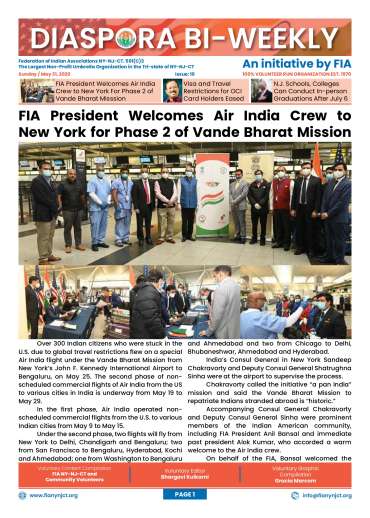 DIASPORA BI-WEEKLY
Federation of Indian Associations NY-NJ-CT. 501(C)3
The Largest Non-Profit Umbrella Organization in the Tri-state of NY-NJ-CT
An initiative by FIA
Sunday / May 31, 2020
100% VOLUNTEER RUN ORGANIZATION EST. 1970
FIA President Welcomes Air India
Crew to New York For Phase 2 of
Vande Bharat Mission
Visa and Travel
Restrictions for OCI
Card Holders Eased
N.J. Schools, Colleges
Can Conduct In-person
Graduations After July 6
FIA President Welcomes Air India Crew to
New York for Phase 2 of Vande Bharat Mission
Over 300 Indian citizens who were stuck in the
U.S. due to global travel restrictions flew on a special
Air India flight under the Vande Bharat Mission from
New York's John F. Kennedy International Airport to
Bengaluru, on May 25. The second phase of non-
scheduled commercial flights of Air India from the US
to various cities in India is underway from May 19 to
May 29.
In the first phase, Air India operated non-
scheduled commercial flights from the U.S. to various
Indian cities from May 9 to May 15.
Under the second phase, two flights will fly from
New York to Delhi, Chandigarh and Bengaluru; two
from San Francisco to Bengaluru, Hyderabad, Kochi
and Ahmedabad; one from Washington to Bengaluru
and Ahmedabad and two from Chicago to Delhi,
Bhubaneshwar, Ahmedabad and Hyderabad.
India's Consul General in New York Sandeep
Chakravorty and Deputy Consul General Shatrughna
Sinha were at the airport to supervise the process.
Chakravorty called the initiative "a pan India"
mission and said the Vande Bharat Mission to
repatriate Indians stranded abroad is "historic."
Accompanying Consul General Chakravorty
and Deputy Consul General Sinha were prominent
members of the Indian American community,
including FIA President Anil Bansal and immediate
past president Alok Kumar, who accorded a warm
welcome to the Air India crew.
On behalf of the FIA, Bansal welcomed the
Voluntary Content Compilation
FIA NY-NJ-CT and
Community Volunteers
Voluntary Editor
Bhargavi Kulkarni
Voluntary Graphic
Compilation
Gracia Marcom
www.fianynjct.org
PAGE 1
info@fianynjct.org